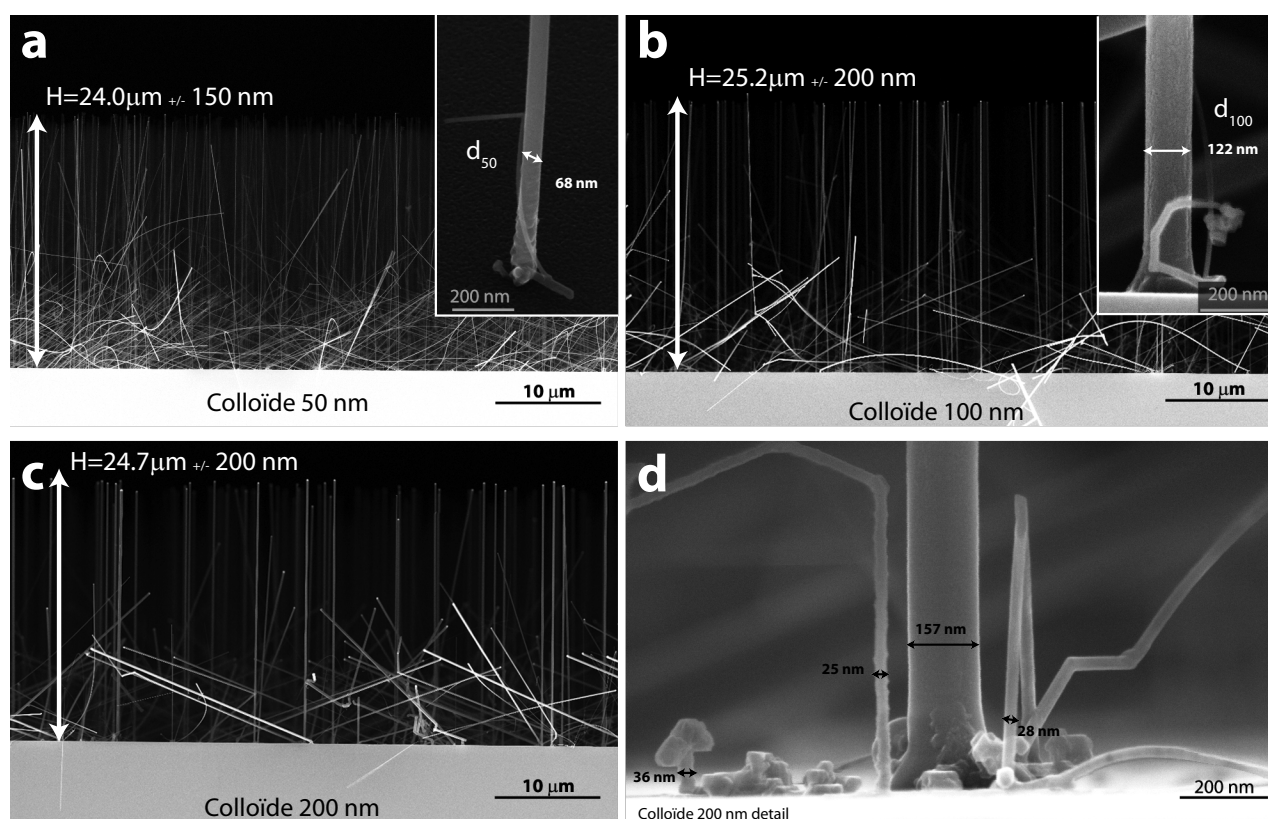 a
H=24.0μm +/- 150 nm
d50
68 nm
200 nm
10 μm
Colloïde 50 nm
b
H=25.2μm +/- 200 nm
d100
122 nm
200 nm
10 μm
Colloïde 100 nm
c
H=24.7μm +/- 200 nm
10 μm
Colloïde 200 nm
d
157 nm
25 nm
28 nm
36 nm
200 nm
Colloïde 200 nm detail